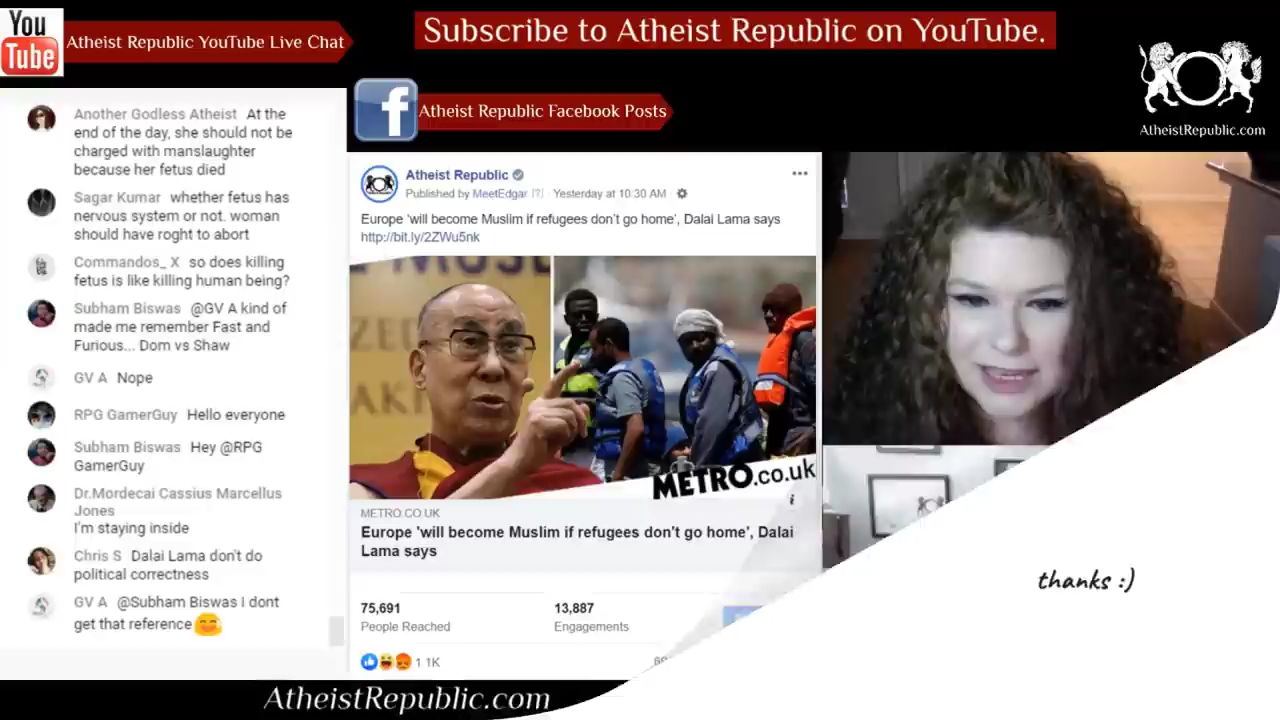 You
Tube
Atheist Republic YouTube Live Chat
Subscribe to Atheist Republic on YouTube.
AtheistRepublic.com
Atheist Republic Facebook Posts
Another Godless Atheist At the
end of the day, she should not be
charged with manslaughter
because her fetus died
Sagar Kumar whether fetus has
nervous system or not. woman
should have roght to abort
Commandos_ X so does killing
fetus is like killing human being?
Subham Biswas @GV A kind of
made me remember Fast and
Furious... Dom vs Shaw
GV A Nope
RPG GamerGuy Hello everyone
Subham Biswas Hey @RPG
GamerGuy
Dr.Mordecai Cassius Marcellus
Jones
I'm staying inside
Chris S Dalai Lama don't do
political correctness
GV A @Subham Biswas I dont
get that reference
Atheist Republic
Published by MeetEdgar [?] · Yesterday at 10:30 AM ·
Europe 'will become Muslim if refugees don't go home', Dalai Lama says
http://bit.ly/2ZWu5nk
METRO.co.uk
METRO.CO.UK
Europe 'will become Muslim if refugees don't go home', Dalai
Lama says
75,691
People Reached
13,887
Engagements
1.1K
thanks :)
AtheistRepublic.com